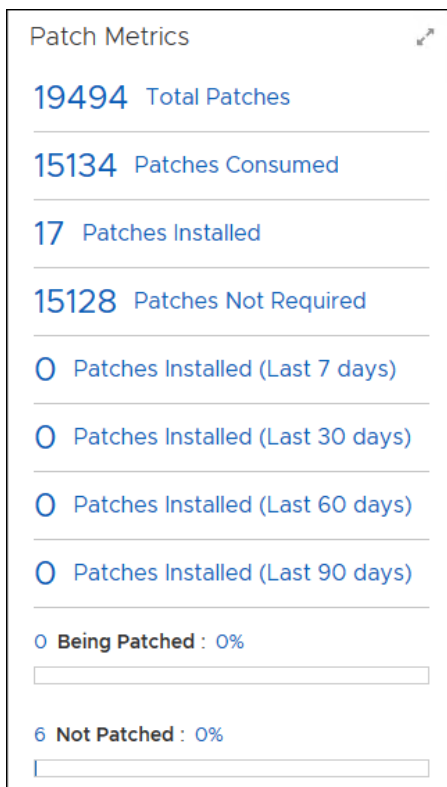 Patch Metrics
19494 Total Patches
15134 Patches Consumed
17 Patches Installed
15128 Patches Not Required
0 Patches Installed (Last 7 days)
0 Patches Installed (Last 30 days)
0 Patches Installed (Last 60 days)
0 Patches Installed (Last 90 days)
0 Being Patched : 0%
6 Not Patched : 0%